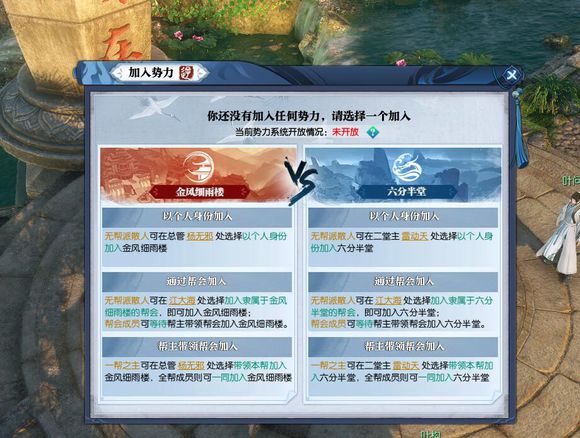 加入势力
你还没有加入任何势力，请选择一个加入
当前势力系统开放情况：未开放
金风细雨楼
VS
六分半堂
以个人身份加入
无帮派散人可在总管 杨无邪 处选择以个人身份
加入金风细雨楼
以个人身份加入
无帮派散人可在二堂主 雷动天 处选择以个人身
份加入六分半堂
通过帮会加入
无帮派散人可在 江大海 处选择加入隶属于金风
细雨楼的帮会，即可加入金风细雨楼；
帮会成员可等待帮主带领帮会加入金风细雨楼。
通过帮会加入
无帮派散人可在 江大海 处选择加入隶属于六分
半堂的帮会，即可加入六分半堂；
帮会成员可等待帮主带领帮会加入六分半堂。
帮主带领帮会加入
一帮之主可在总管 杨无邪 处选择带领本帮加入
金风细雨楼，全帮成员则可一同加入金风细雨楼
帮主带领帮会加入
一帮之主可在二堂主 雷动天 处选择带领本帮加
入六分半堂，全帮成员则可一同加入六分半堂